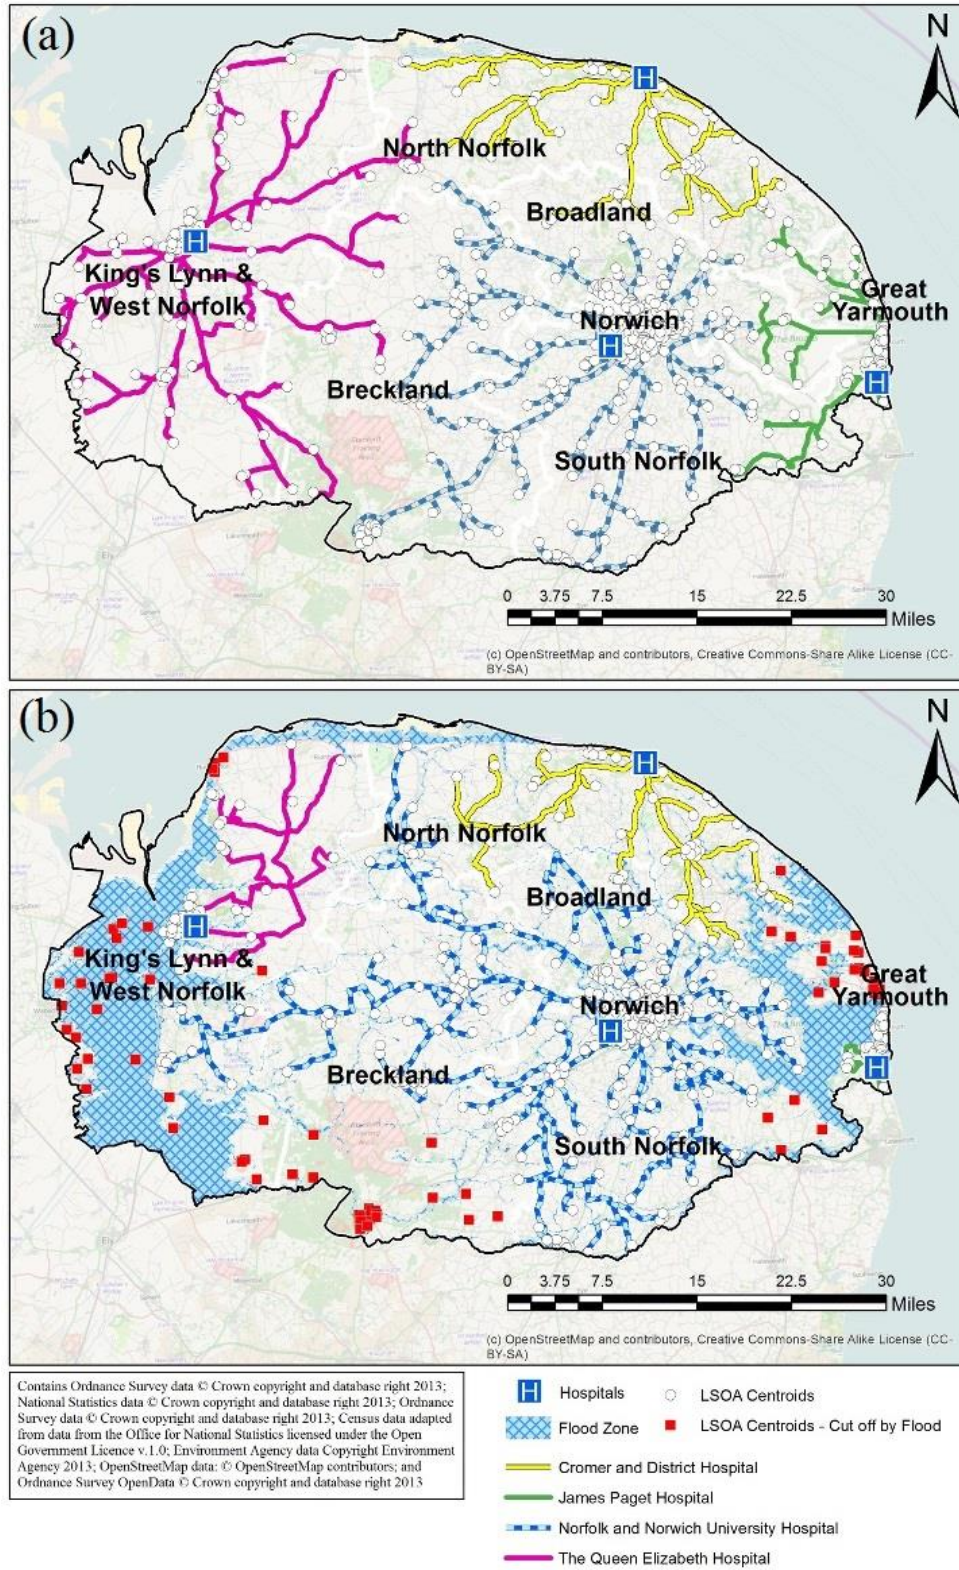 (a)
N
H
North Norfolk
Broadland
H
King's Lynn &
West Norfolk
Great
Yarmouth
Norwich
H
Breckland
H
South Norfolk
0 3.75 7.5 15 22.5 30
Miles
(c) OpenStreetMap and contributors, Creative Commons-Share Alike License (CC-
BY-SA)
(b)
N
H
North Norfolk
Broadland
H
King's Lynn &
West Norfolk
Great
Yarmouth
Norwich
H
Breckland
H
South Norfolk
0 3.75 7.5 15 22.5 30
Miles
(c) OpenStreetMap and contributors, Creative Commons-Share Alike License (CC-
BY-SA)
Contains Ordnance Survey data © Crown copyright and database right 2013;
National Statistics data © Crown copyright and database right 2013; Ordnance
Survey data © Crown copyright and database right 2013; Census data adapted
from data from the Office for National Statistics licensed under the Open
Government Licence v.1.0; Environment Agency data Copyright Environment
Agency 2013; OpenStreetMap data: © OpenStreetMap contributors; and
Ordnance Survey OpenData © Crown copyright and database right 2013
H Hospitals
LSOA Centroids
Flood Zone
LSOA Centroids - Cut off by Flood
Cromer and District Hospital
James Paget Hospital
Norfolk and Norwich University Hospital
The Queen Elizabeth Hospital